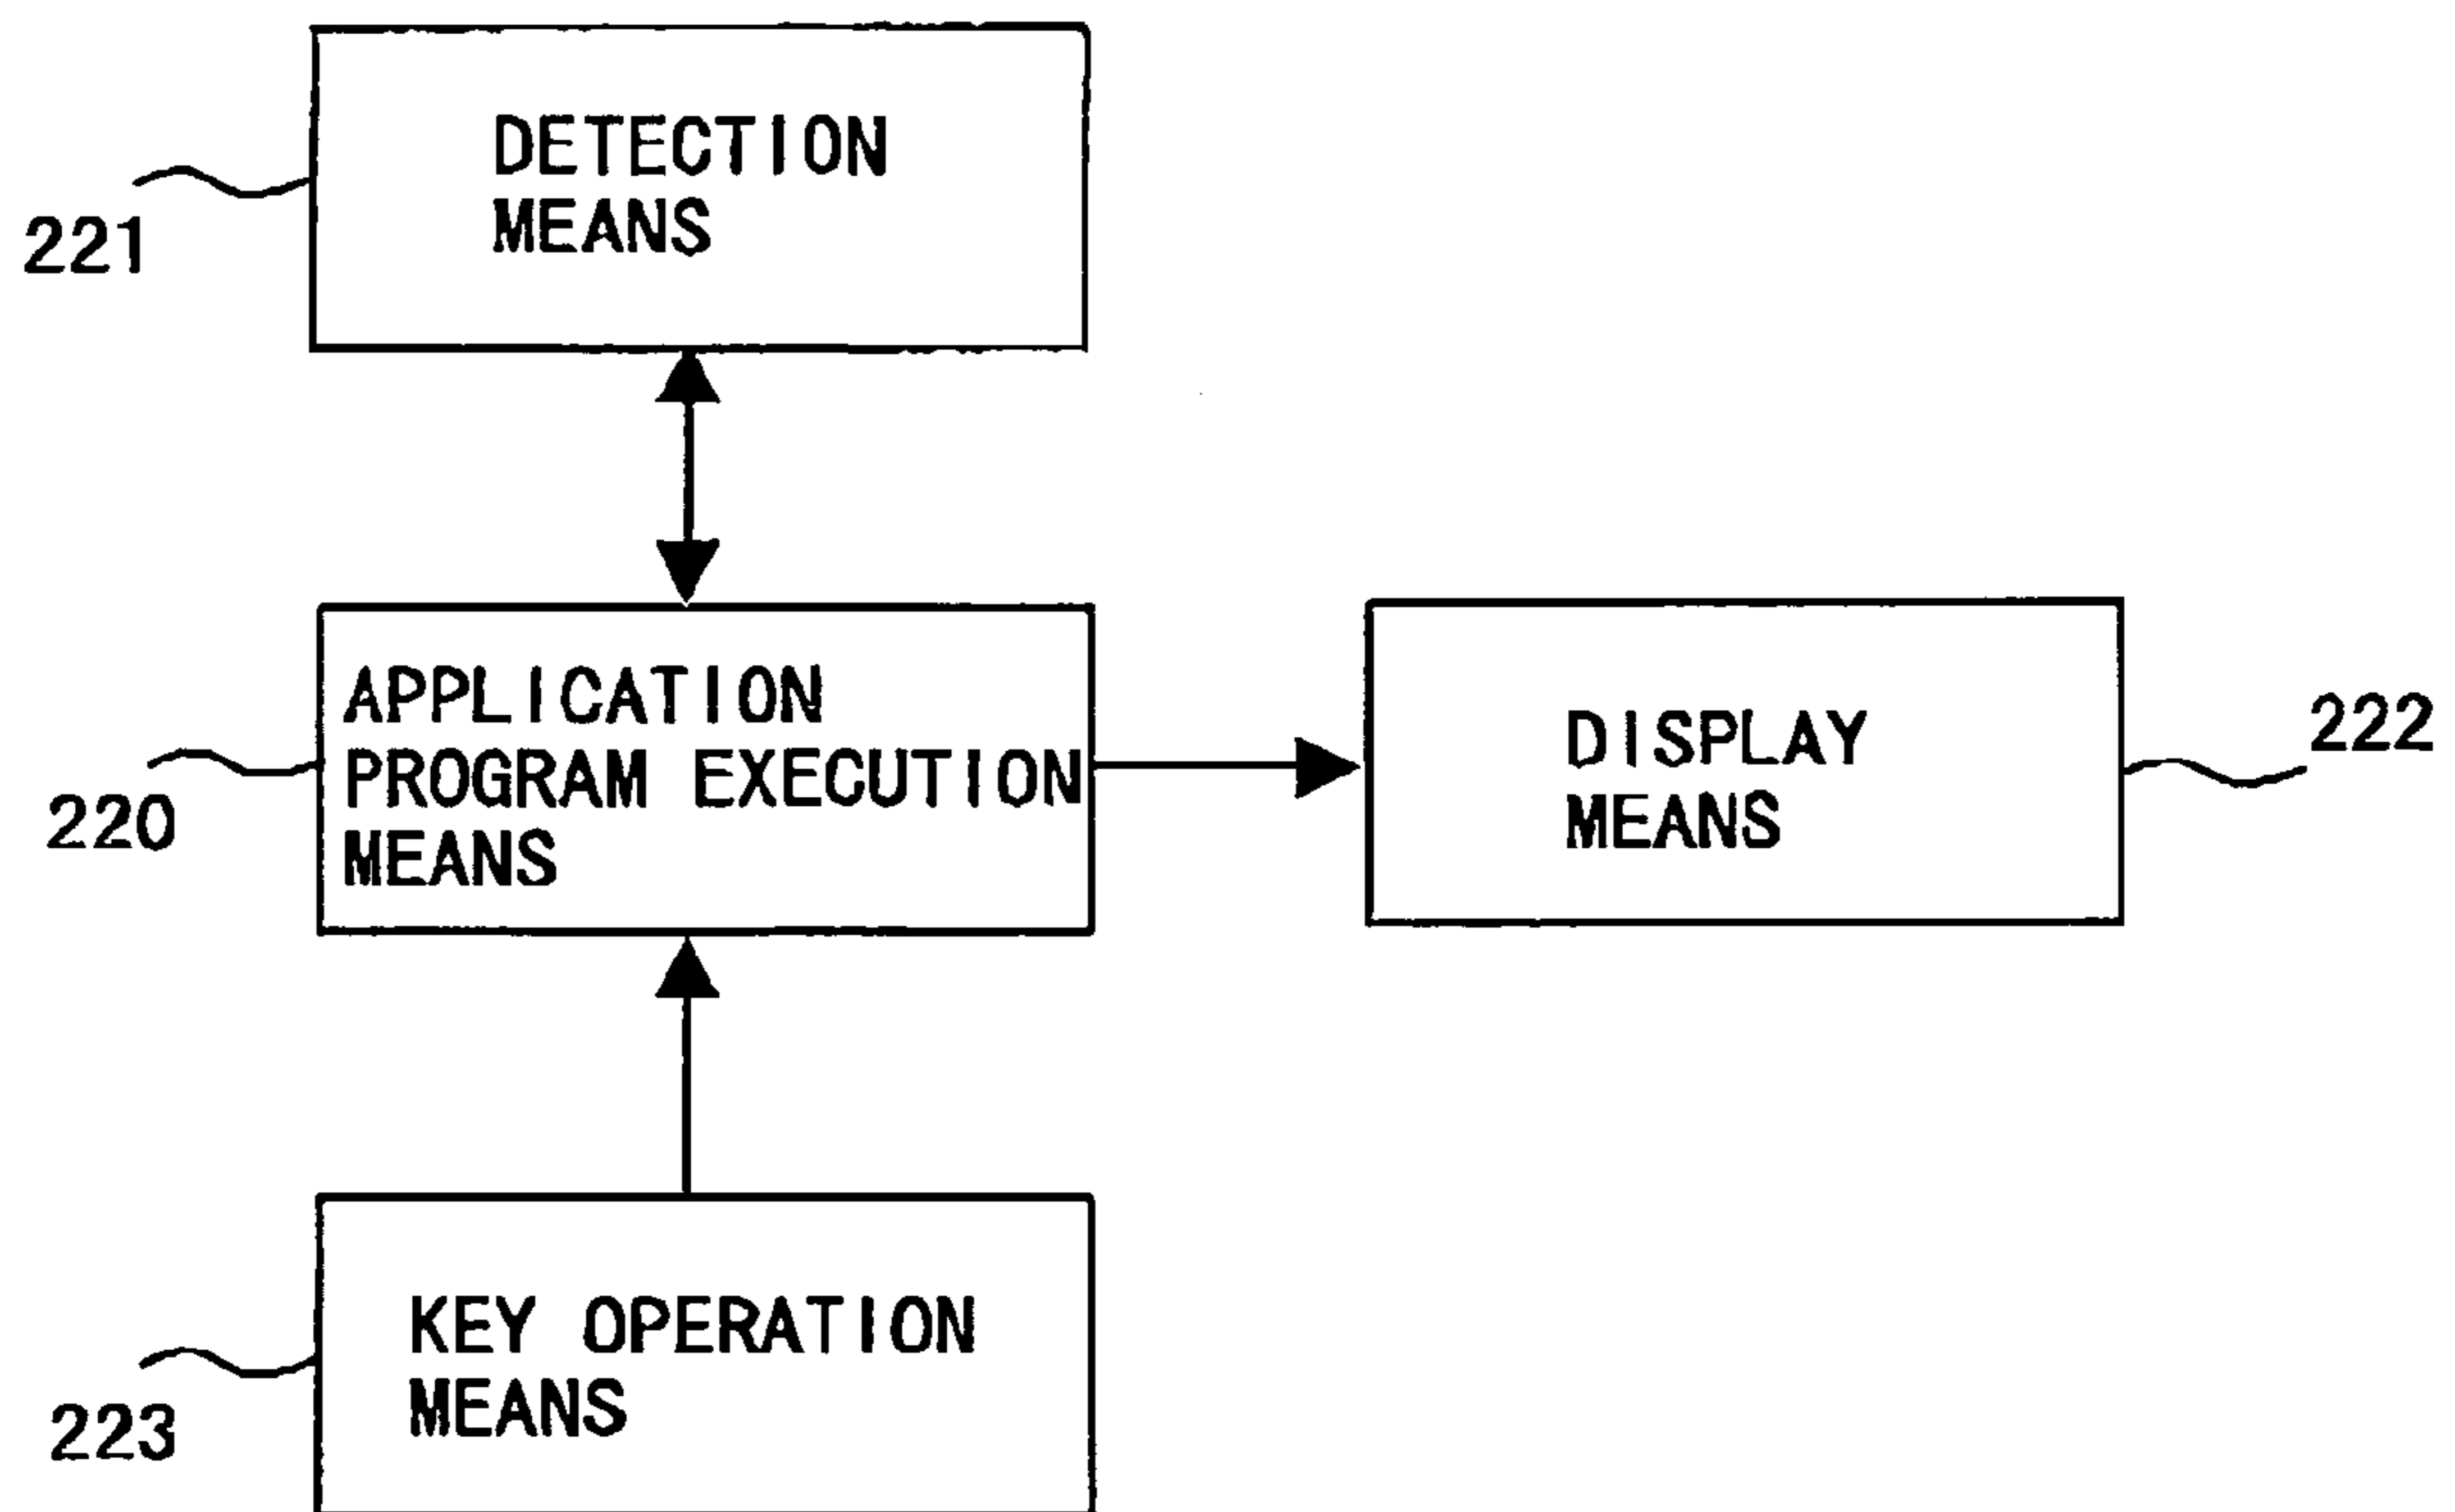 DETECTION
MEANS
221
APPLICATION
PROGRAM EXECUTION
MEANS
220
DISPLAY
MEANS
222
KEY OPERATION
MEANS
223